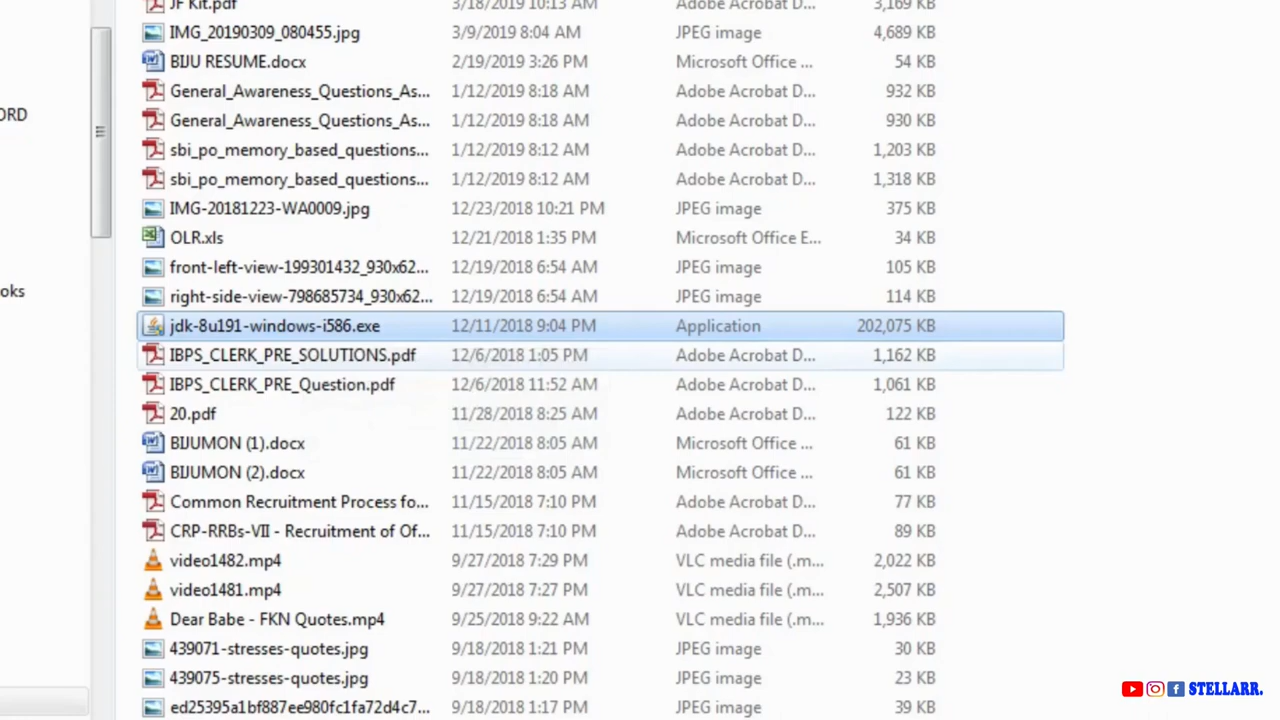 JF Kit.pdf 3/18/2019 10:13 AM Adobe Acrobat D... 3,169 KB
IMG_20190309_080455.jpg 3/9/2019 8:04 AM JPEG image 4,689 KB
BIJU RESUME.docx 2/19/2019 3:26 PM Microsoft Office ... 54 KB
ORD
General_Awareness_Questions_As... 1/12/2019 8:18 AM Adobe Acrobat D... 932 KB
General_Awareness_Questions_As... 1/12/2019 8:18 AM Adobe Acrobat D... 930 KB
sbi_po_memory_based_questions... 1/12/2019 8:12 AM Adobe Acrobat D... 1,203 KB
sbi_po_memory_based_questions... 1/12/2019 8:12 AM Adobe Acrobat D... 1,318 KB
IMG-20181223-WA0009.jpg 12/23/2018 10:21 PM JPEG image 375 KB
OLR.xls 12/21/2018 1:35 PM Microsoft Office E... 34 KB
front-left-view-199301432_930x62... 12/19/2018 6:54 AM JPEG image 105 KB
oks
right-side-view-798685734_930x62... 12/19/2018 6:54 AM JPEG image 114 KB
jdk-8u191-windows-i586.exe 12/11/2018 9:04 PM Application 202,075 KB
IBPS_CLERK_PRE_SOLUTIONS.pdf 12/6/2018 1:05 PM Adobe Acrobat D... 1,162 KB
IBPS_CLERK_PRE_Question.pdf 12/6/2018 11:52 AM Adobe Acrobat D... 1,061 KB
20.pdf 11/28/2018 8:25 AM Adobe Acrobat D... 122 KB
BIJUMON (1).docx 11/22/2018 8:05 AM Microsoft Office ... 61 KB
BIJUMON (2).docx 11/22/2018 8:05 AM Microsoft Office ... 61 KB
Common Recruitment Process fo... 11/15/2018 7:10 PM Adobe Acrobat D... 77 KB
CRP-RRBs-VII - Recruitment of Of... 11/15/2018 7:10 PM Adobe Acrobat D... 89 KB
video1482.mp4 9/27/2018 7:29 PM VLC media file (.m... 2,022 KB
video1481.mp4 9/27/2018 7:27 PM VLC media file (.m... 2,507 KB
Dear Babe - FKN Quotes.mp4 9/25/2018 9:22 AM VLC media file (.m... 1,936 KB
439071-stresses-quotes.jpg 9/18/2018 1:21 PM JPEG image 30 KB
439075-stresses-quotes.jpg 9/18/2018 1:20 PM JPEG image 23 KB
STELLARR.
ed25395a1bf887ee980fc1fa72d4c7... 9/18/2018 1:17 PM JPEG image 39 KB